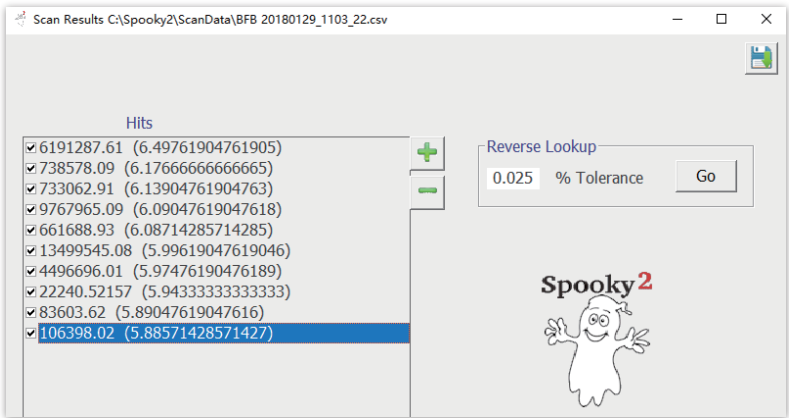 Scan Results C:\Spooky2\ScanData\BFB 20180129_1103_22.csv
Hits
6191287.61 (6.49761904761905)
738578.09 (6.17666666666665)
733062.91 (6.13904761904763)
9767965.09 (6.09047619047618)
661688.93 (6.08714285714285)
13499545.08 (5.99619047619046)
4496696.01 (5.97476190476189)
22240.52157 (5.94333333333333)
83603.62 (5.89047619047616)
106398.02 (5.88571428571427)
Reverse Lookup
0.025 % Tolerance Go
Spooky2